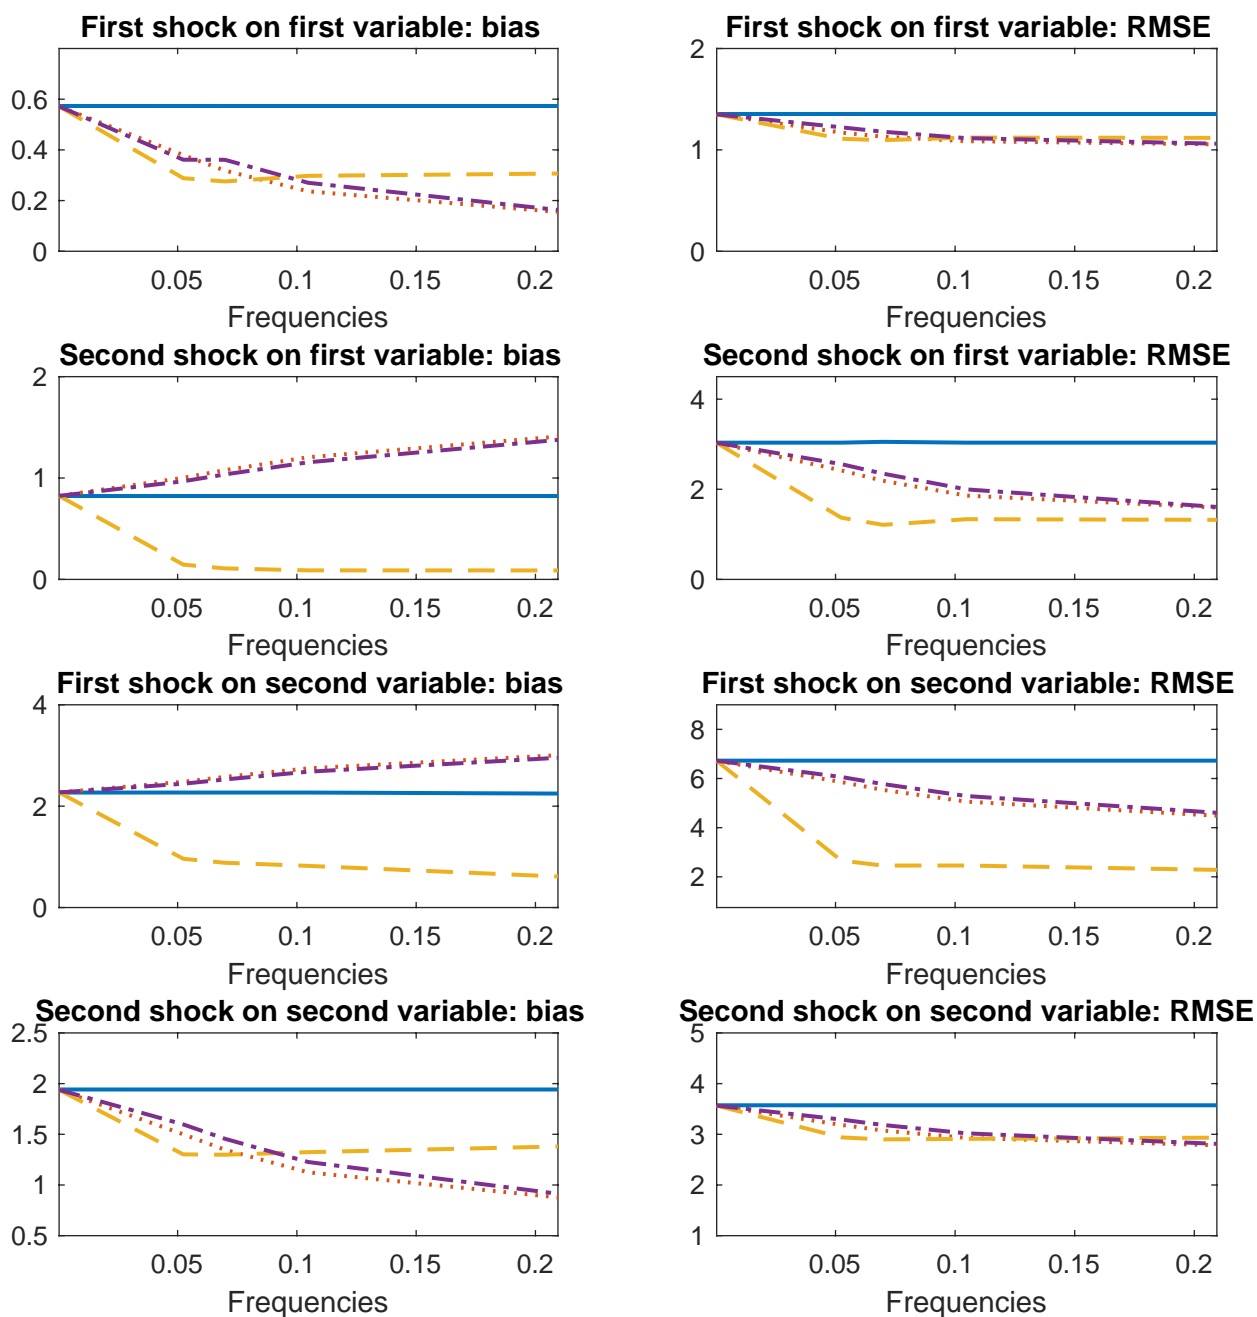 First shock on first variable: bias
First shock on first variable: RMSE
0.6
0.4
0.2
0
0.05 0.1 0.15 0.2
Frequencies
2
1
0
0.05 0.1 0.15 0.2
Frequencies
Second shock on first variable: bias
Second shock on first variable: RMSE
2
1
0
0.05 0.1 0.15 0.2
Frequencies
4
2
0
0.05 0.1 0.15 0.2
Frequencies
First shock on second variable: bias
First shock on second variable: RMSE
4
2
0
0.05 0.1 0.15 0.2
Frequencies
8
6
4
2
0.05 0.1 0.15 0.2
Frequencies
Second shock on second variable: bias
Second shock on second variable: RMSE
2.5
2
1.5
1
0.5
0.05 0.1 0.15 0.2
Frequencies
5
4
3
2
1
0.05 0.1 0.15 0.2
Frequencies